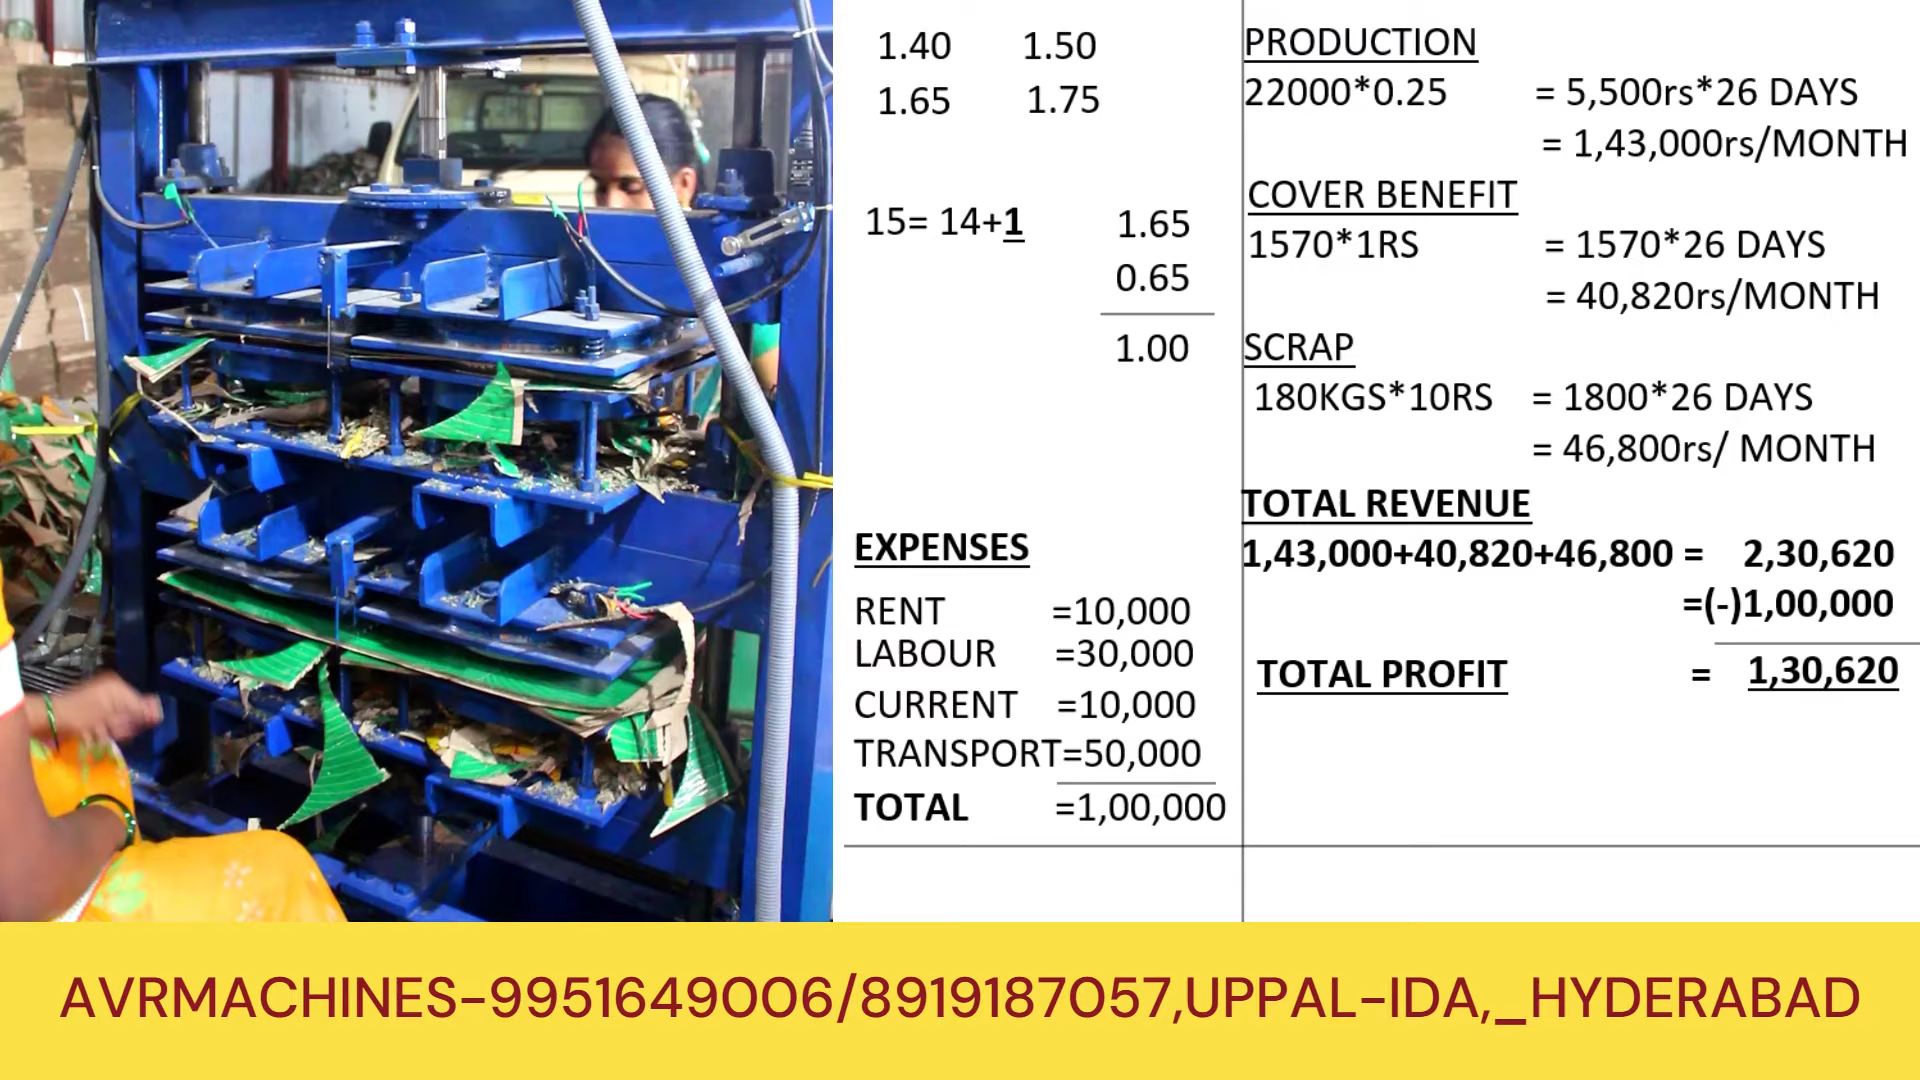 1.40 1.50
1.65 1.75
15= 14+1 1.65
0.65
1.00
EXPENSES
RENT =10,000
LABOUR =30,000
CURRENT =10,000
TRANSPORT=50,000
TOTAL =1,00,000
PRODUCTION
22000*0.25 = 5,500rs*26 DAYS
= 1,43,000rs/MONTH
COVER BENEFIT
1570*1RS = 1570*26 DAYS
= 40,820rs/MONTH
SCRAP
180KGS*10RS = 1800*26 DAYS
= 46,800rs/ MONTH
TOTAL REVENUE
1,43,000+40,820+46,800 = 2,30,620
=(-)1,00,000
TOTAL PROFIT = 1,30,620
AVRMACHINES-9951649006/8919187057,UPPAL-IDA,_HYDERABAD